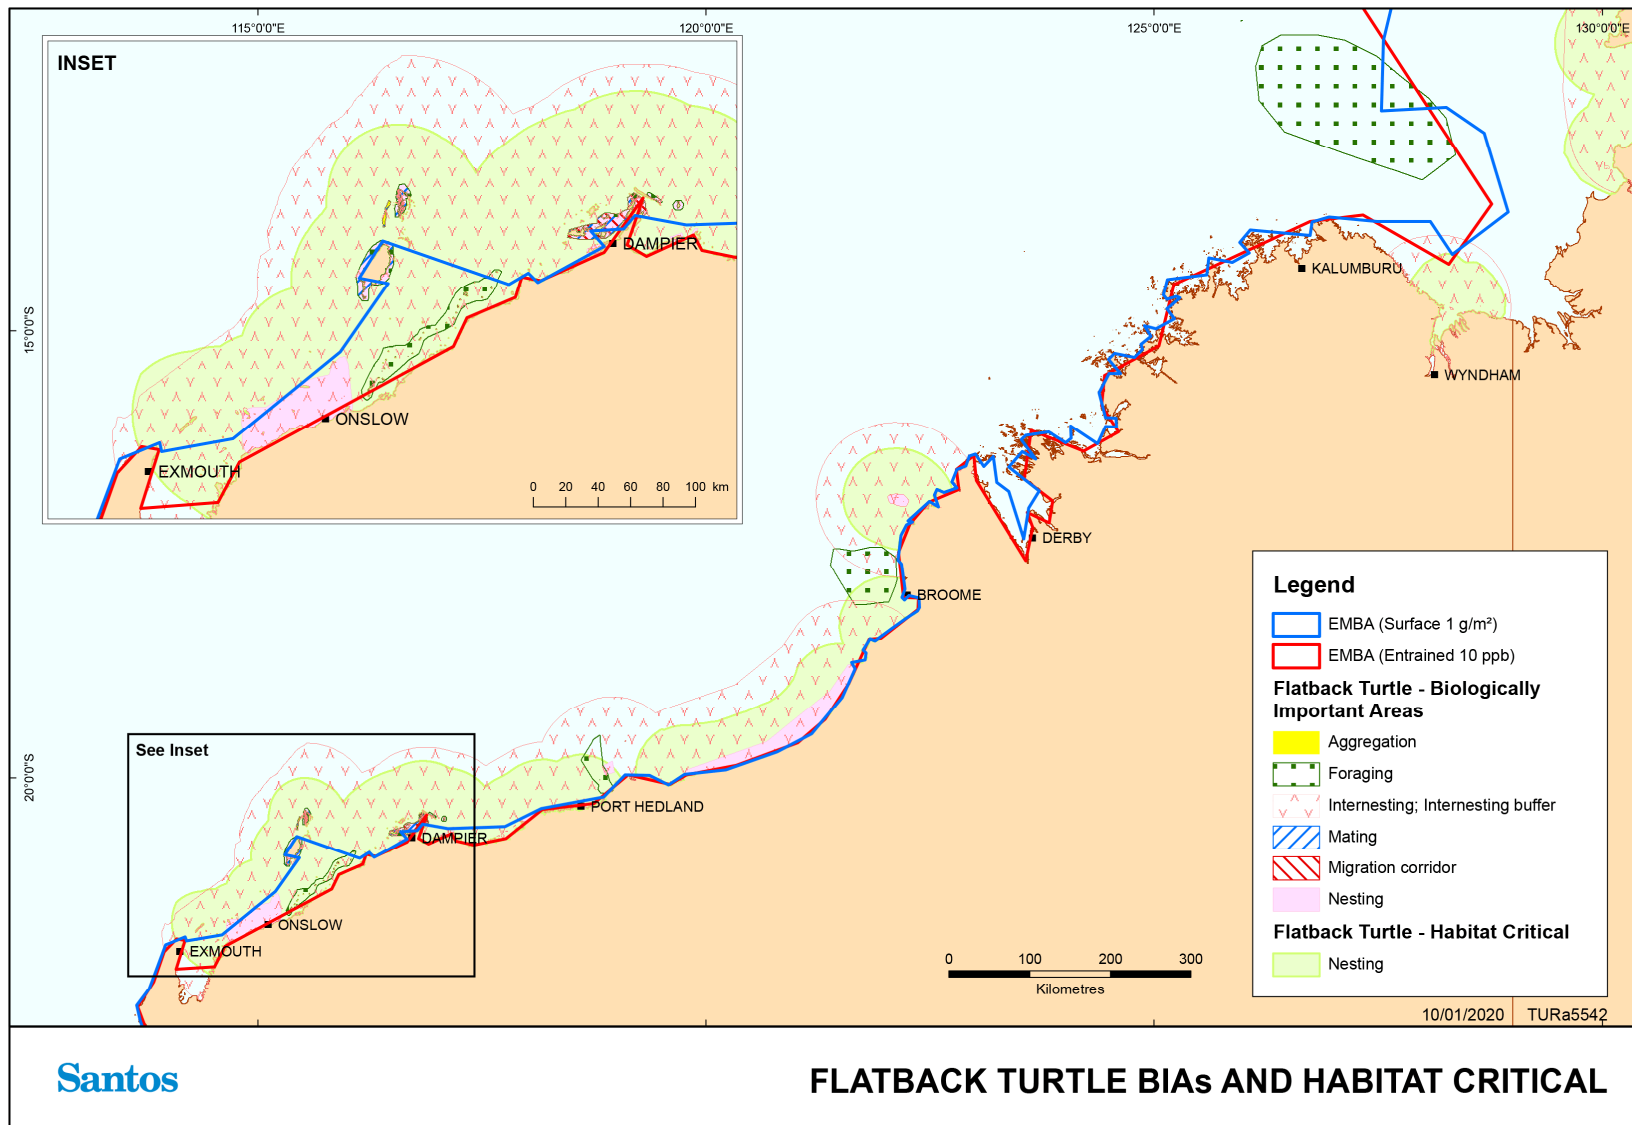 115°0'0"E
120°0'0"E
125°0'0"E
130°0'0"E
INSET
DAMPIER
ONSLOW
EXMOUTH
0 20 40 60 80 100 km
15°0'0"S
20°0'0"S
KALUMBURU
WYNDHAM
DERBY
BROOME
See Inset
PORT HEDLAND
DAMPIER
ONSLOW
EXMOUTH
0 100 200 300
Kilometres
Legend
EMBA (Surface 1 g/m²)
EMBA (Entrained 10 ppb)
Flatback Turtle - Biologically
Important Areas
Aggregation
Foraging
Internesting; Internesting buffer
Mating
Migration corridor
Nesting
Flatback Turtle - Habitat Critical
Nesting
10/01/2020 TURa5542
Santos
FLATBACK TURTLE BIAs AND HABITAT CRITICAL